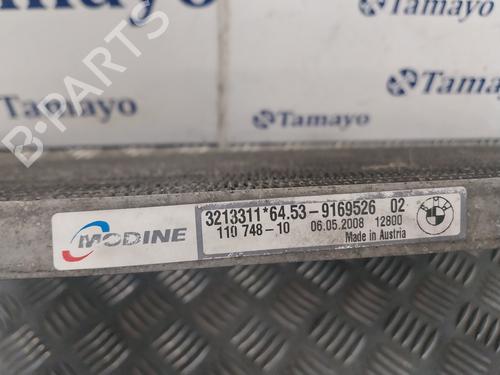 Tamayo
Tamayo
Tamayo
Tamayo
B-PARTS
MODINE
3213311*64.53-9169526 02
110 748-10 06.05.2008 12800
Made in Austria
BMW